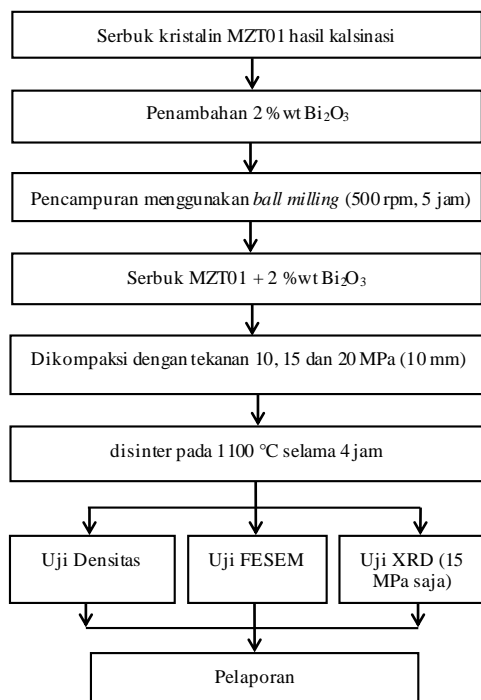 Serbuk kristalin MZT01 hasil kalsinasi
Penambahan 2 %wt Bi₂O₃
Pencampuran menggunakan ball milling (500 rpm, 5 jam)
Serbuk MZT01 + 2 %wt Bi₂O₃
Dikompaksi dengan tekanan 10, 15 dan 20 MPa (10 mm)
disinter pada 1100 °C selama 4 jam
Uji Densitas
Uji FESEM
Uji XRD (15
MPa saja)
Pelaporan